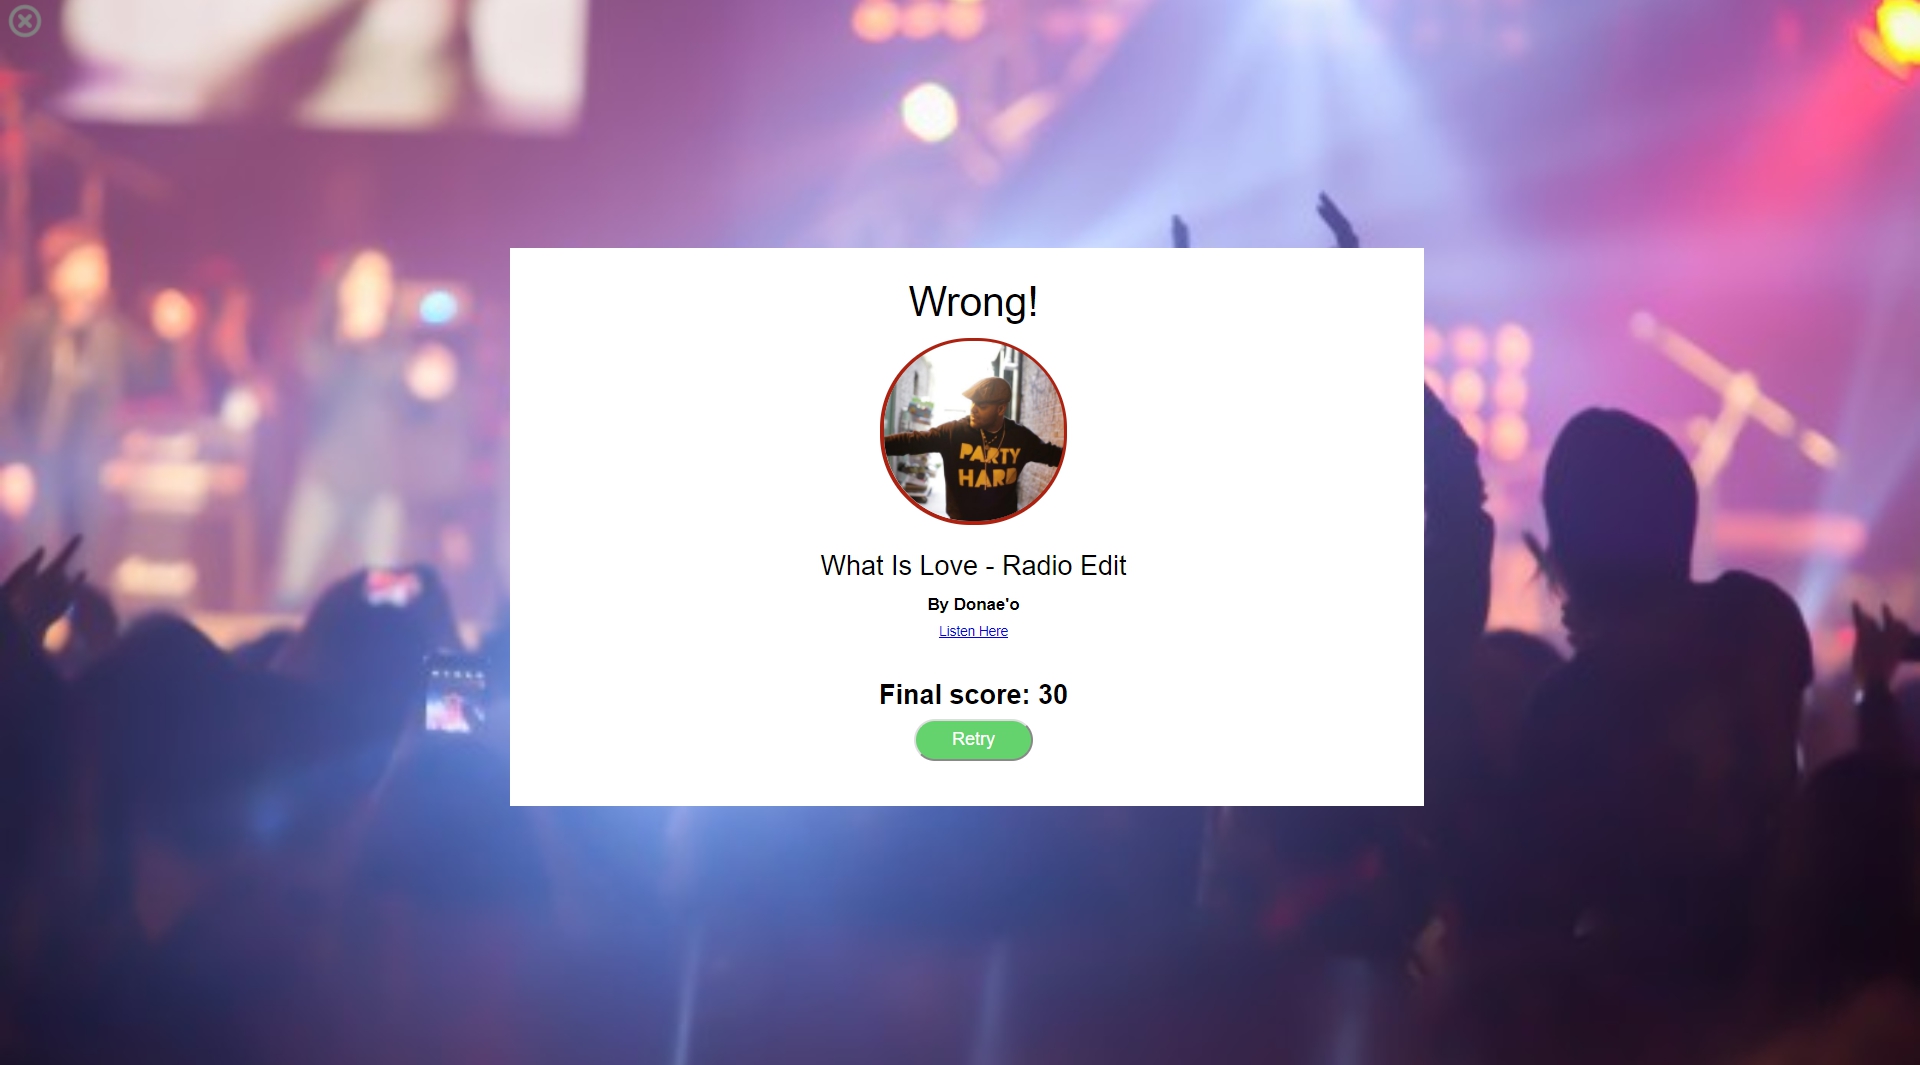 Wrong!
PARTY
HARD
What Is Love - Radio Edit
By Donae'o
Listen Here
Final score: 30
Retry